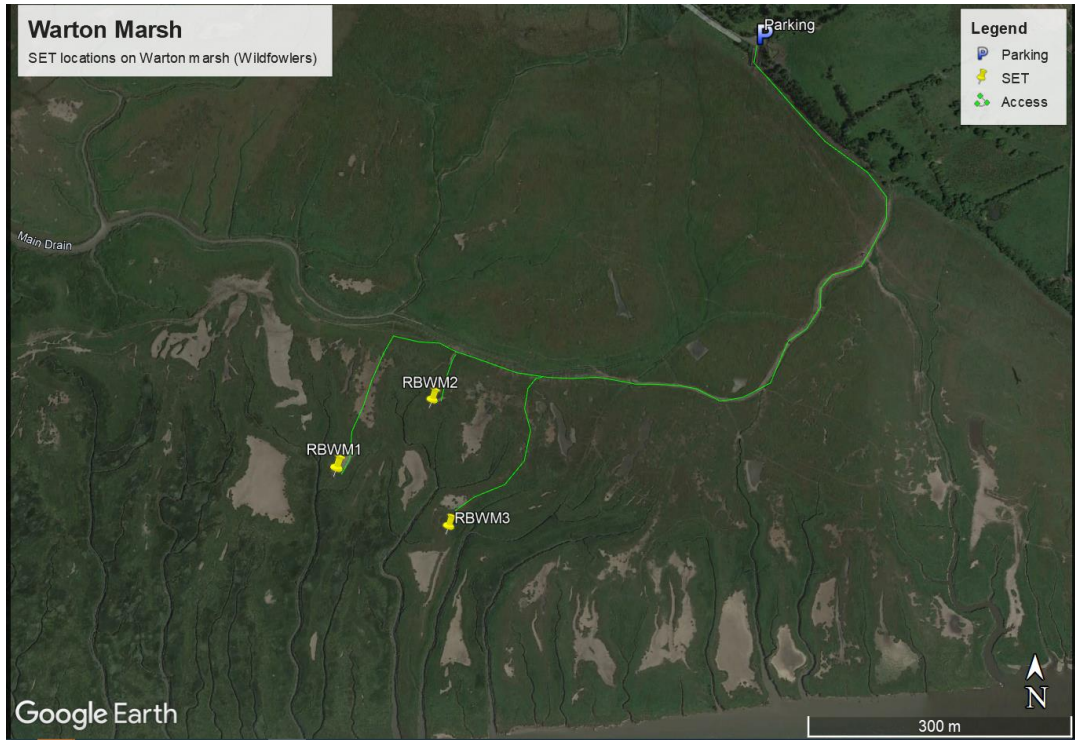 Warton Marsh
SET locations on Warton marsh (Wildfowlers)
Parking
Legend
Parking
SET
Access
Main Drain
RBWM2
RBWM1
RBWM3
Google Earth
N
300 m